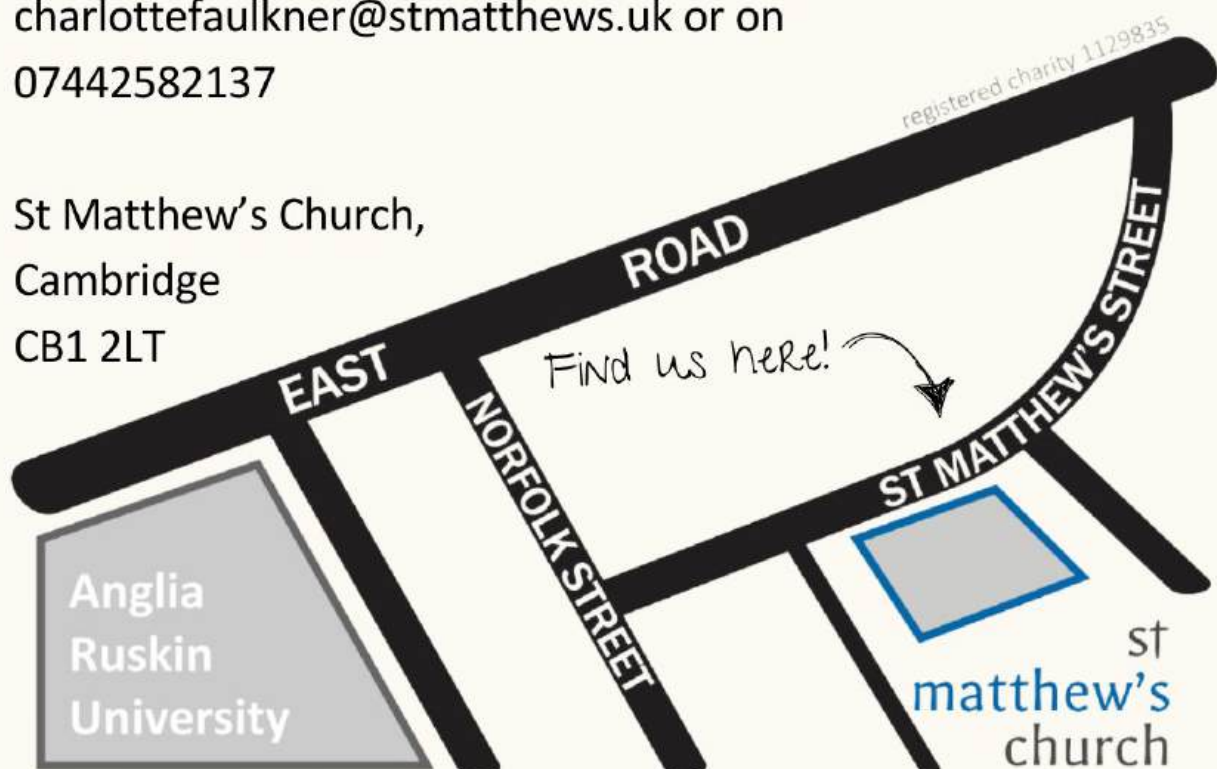 charlottefaulkner@stmatthews.uk or on
07442582137
registered charity 1129835
St Matthew’s Church,
Cambridge
CB1 2LT
EAST ROAD
Find us here!
NORFOLK STREET
ST MATTHEW'S STREET
Anglia
Ruskin
University
st
matthew's
church